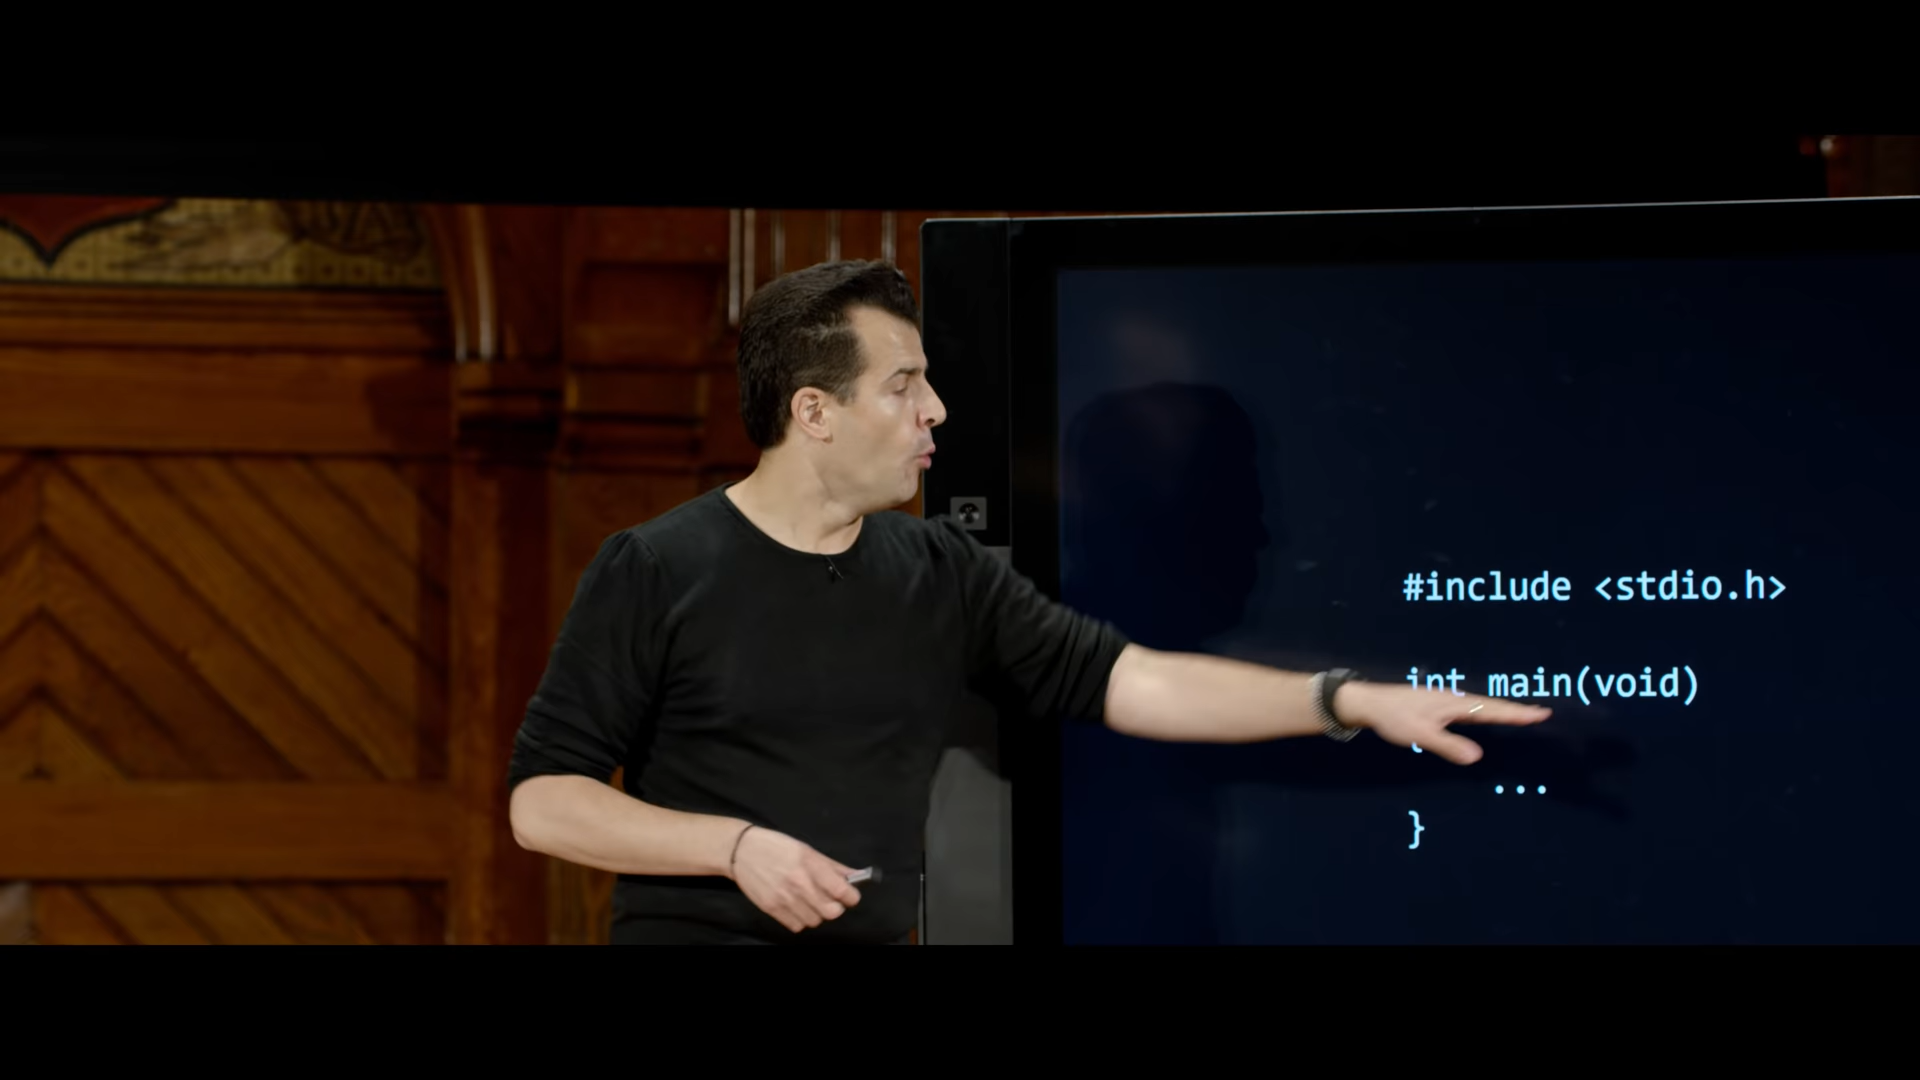 #include <stdio.h>
int main(void)
{
...
}